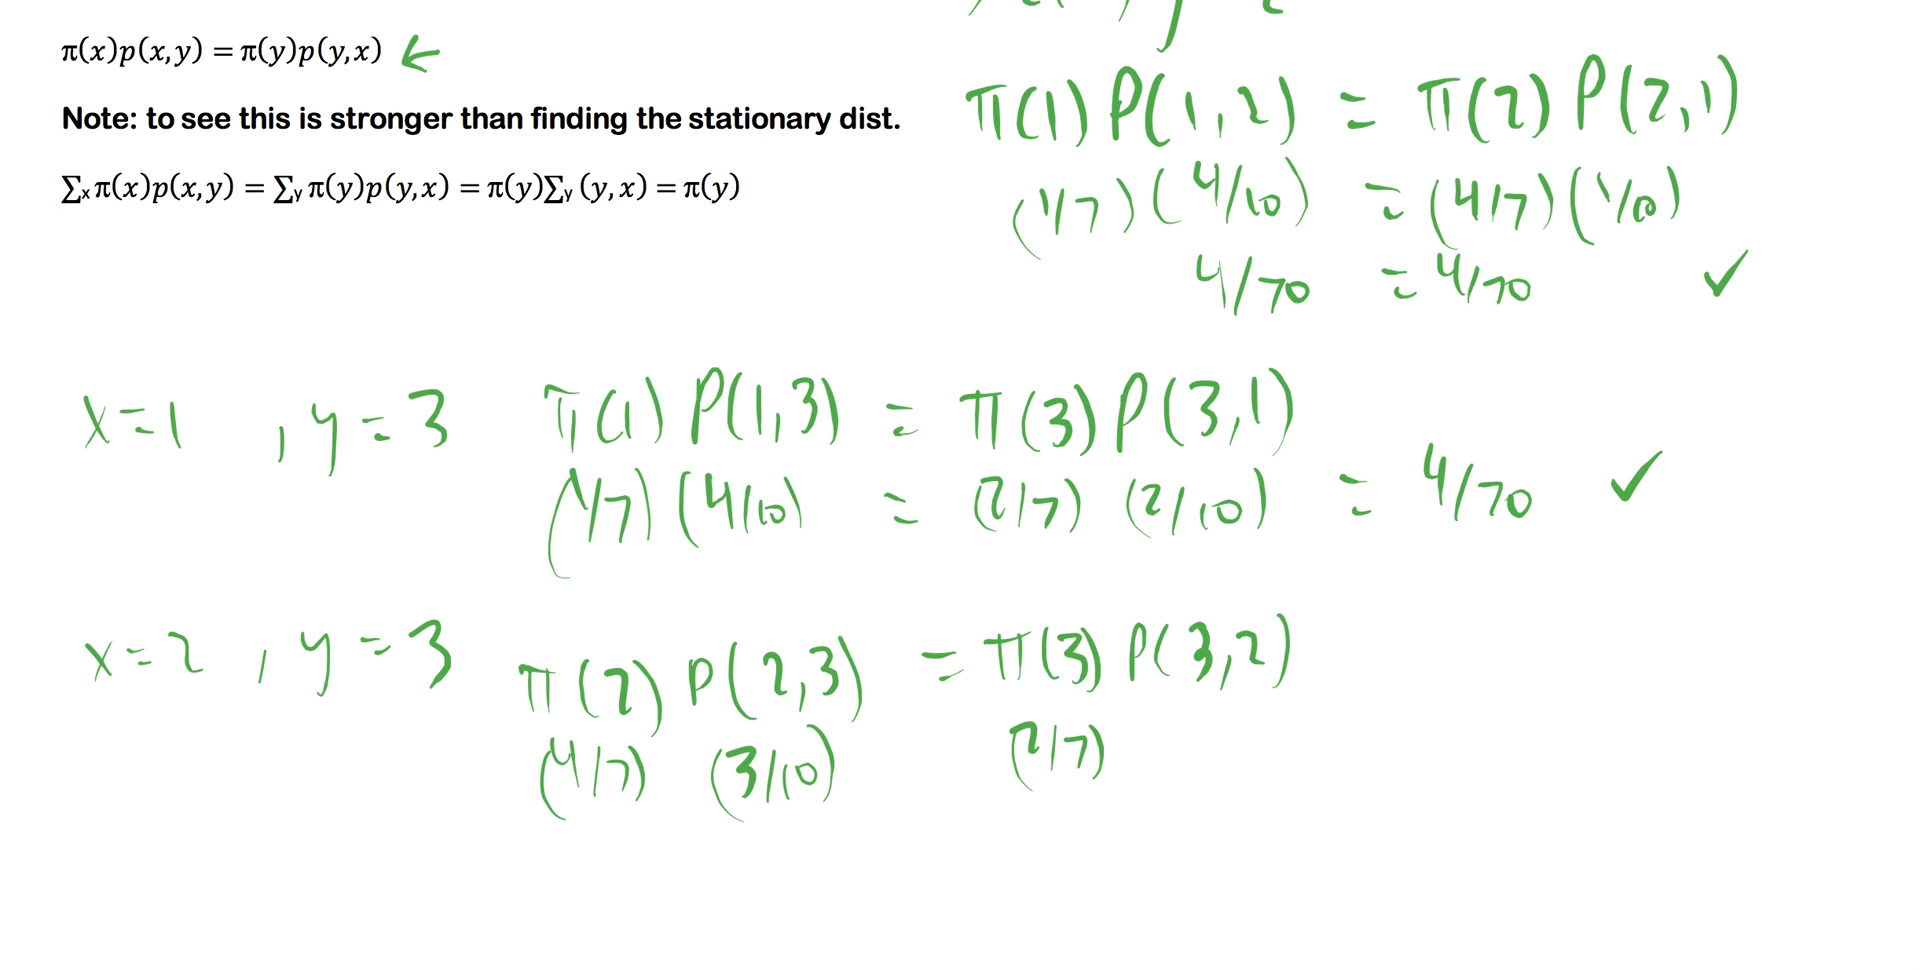 π(x)p(x,y) = π(y)p(y,x) ←
Note: to see this is stronger than finding the stationary dist.
∑ₓπ(x)p(x,y) = ∑ᵧπ(y)p(y,x) = π(y)∑ᵧ (y,x) = π(y)
π(1) P(1,2) = π(2) P(2,1)
(1/7) (4/10) = (4/7) (1/10)
4/70 = 4/70 ✓
x=1 , y=3 π(1) P(1,3) = π(3) P(3,1)
(1/7) (4/10) = (2/7) (2/10) = 4/70 ✓
x=2 , y=3 π(2) P(2,3) = π(3) P(3,2)
(4/7) (3/10) (2/7)